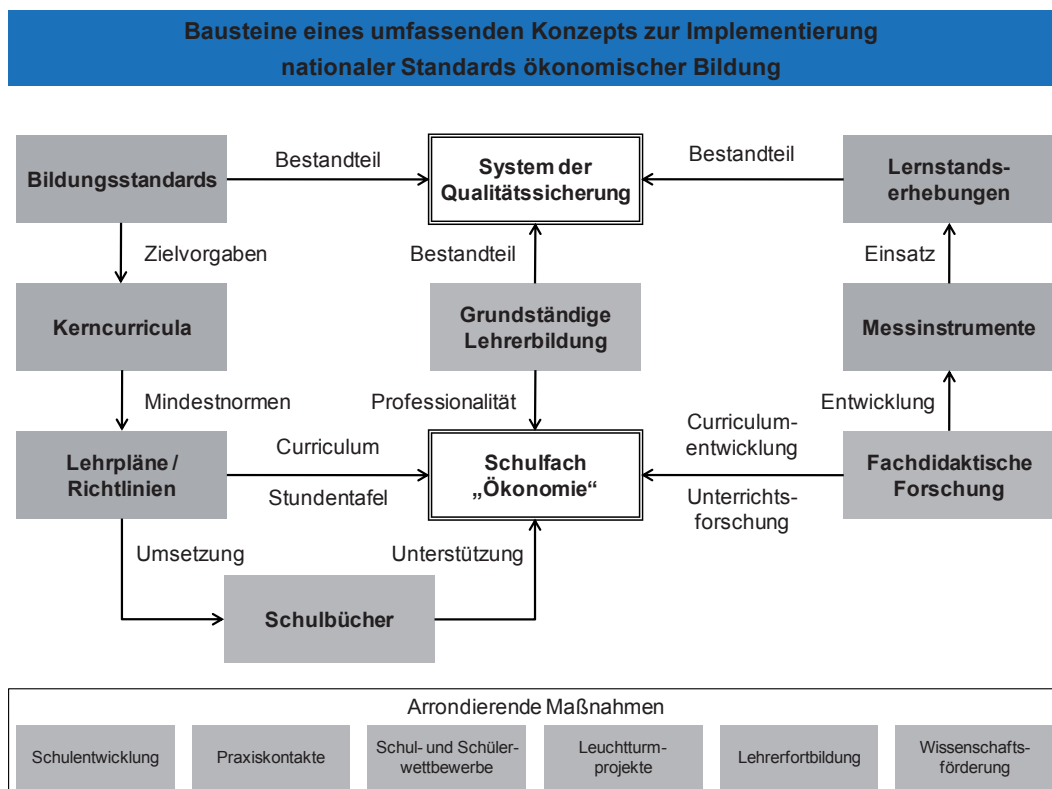 Bausteine eines umfassenden Konzepts zur Implementierung
nationaler Standards ökonomischer Bildung
Bildungsstandards
Bestandteil
System der
Qualitätssicherung
Bestandteil
Lernstands-
erhebungen
Zielvorgaben
Bestandteil
Einsatz
Kerncurricula
Grundständige
Lehrerbildung
Messinstrumente
Mindestnormen
Professionalität
Entwicklung
Lehrpläne /
Richtlinien
Curriculum
Stundentafel
Schulfach
„Ökonomie“
Curriculum-
entwicklung
Unterrichts-
forschung
Fachdidaktische
Forschung
Umsetzung
Unterstützung
Schulbücher
Arrondierende Maßnahmen
Schulentwicklung
Praxiskontakte
Schul- und Schüler-
wettbewerbe
Leuchtturm-
projekte
Lehrerfortbildung
Wissenschafts-
förderung